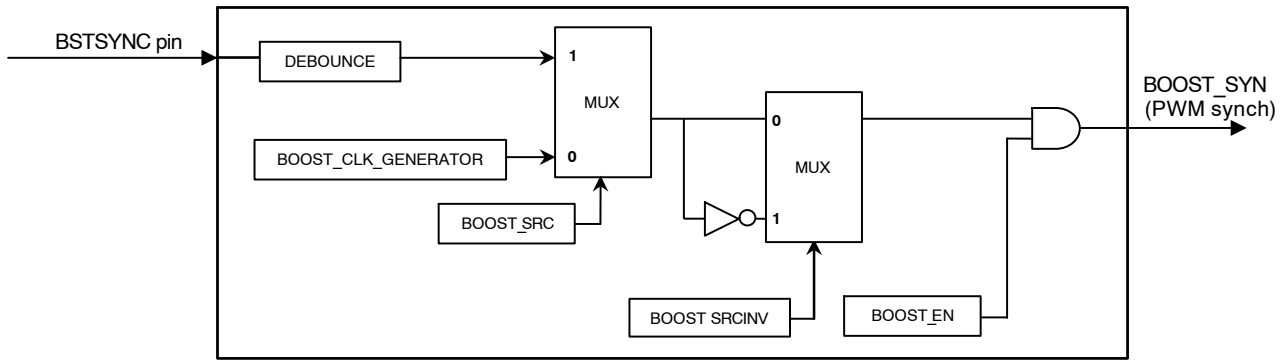 BSTSYNC pin
DEBOUNCE
1
MUX
0
BOOST_CLK_GENERATOR
BOOST_SRC
0
MUX
1
BOOST SRCINV
BOOST_EN
BOOST_SYN
(PWM synch)